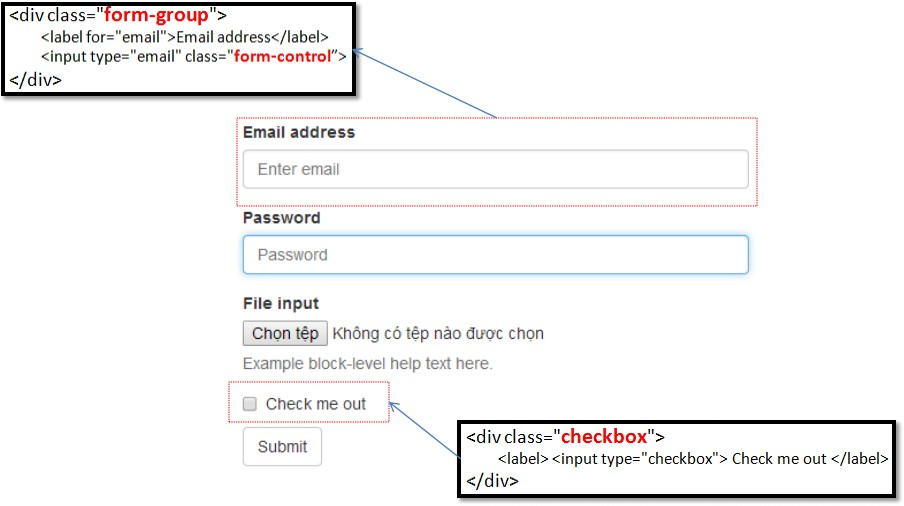 <div class="form-group">
<label for="email">Email address</label>
<input type="email" class="form-control”>
</div>
Email address
Enter email
Password
Password
File input
Chọn tệp Không có tệp nào được chọn
Example block-level help text here.
Check me out
Submit
<div class="checkbox">
<label> <input type="checkbox"> Check me out </label>
</div>